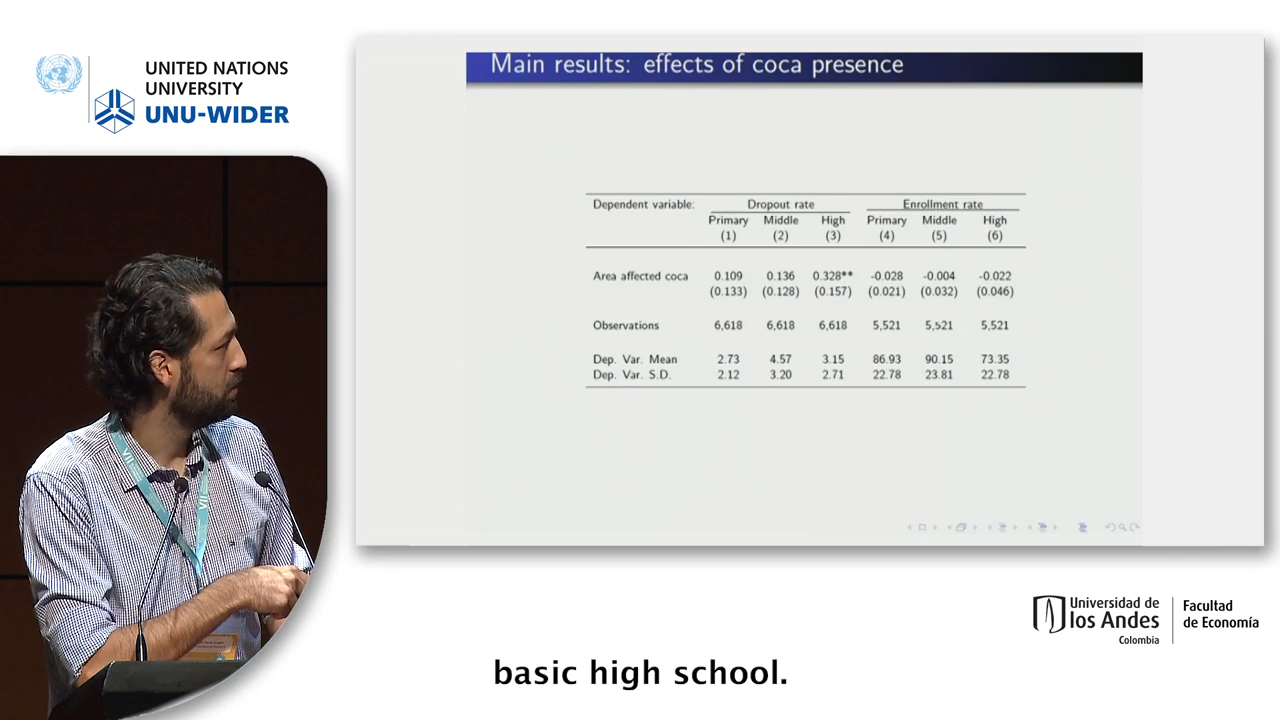 UNITED NATIONS
UNIVERSITY
UNU-WIDER
Main results: effects of coca presence
Dependent variable: Dropout rate Enrollment rate
Primary Middle High Primary Middle High
(1) (2) (3) (4) (5) (6)
Area affected coca 0.109 0.136 0.328** -0.028 -0.004 -0.022
(0.133) (0.128) (0.157) (0.021) (0.032) (0.046)
Observations 6,618 6,618 6,618 5,521 5,521 5,521
Dep. Var. Mean 2.73 4.57 3.15 86.93 90.15 73.35
Dep. Var. S.D. 2.12 3.20 2.71 22.78 23.81 22.78
VII
Universidad de
los Andes
Colombia
Facultad
de Economía
basic high school.